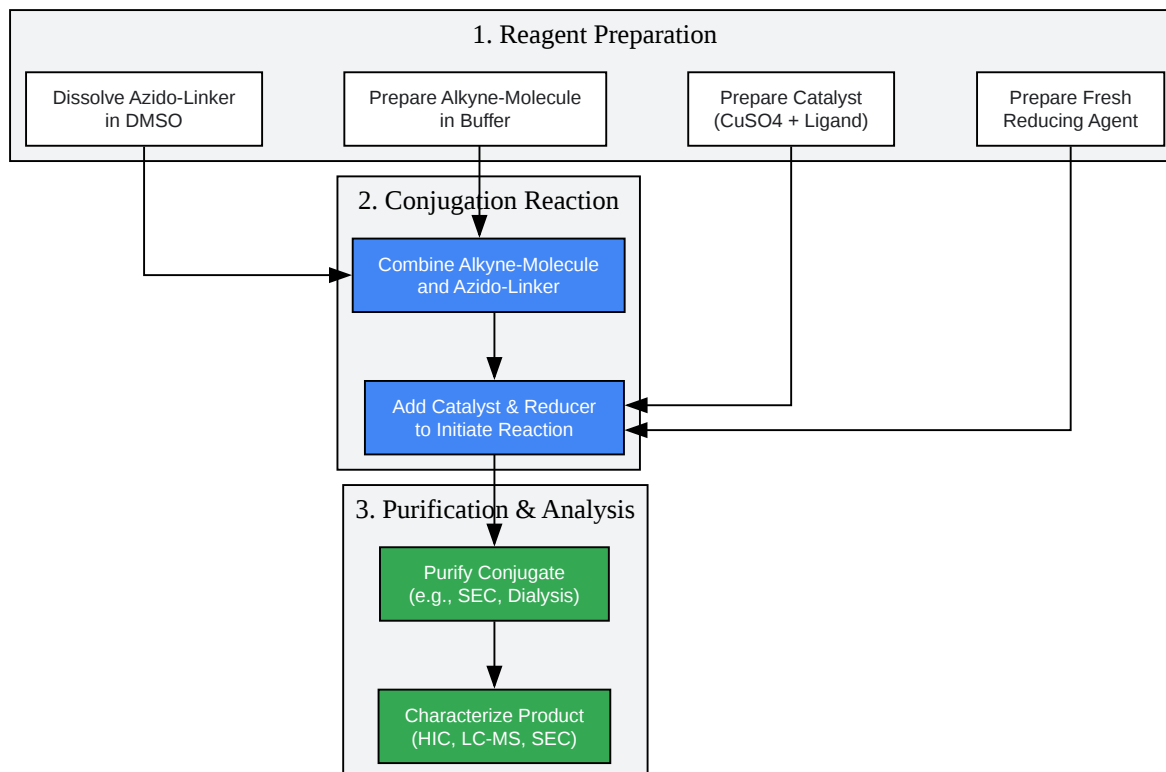 1. Reagent Preparation
Dissolve Azido-Linker
in DMSO
Prepare Alkyne-Molecule
in Buffer
Prepare Catalyst
(CuSO4 + Ligand)
Prepare Fresh
Reducing Agent
2. Conjugation Reaction
Combine Alkyne-Molecule
and Azido-Linker
Add Catalyst & Reducer
to Initiate Reaction
3. Purification & Analysis
Purify Conjugate
(e.g., SEC, Dialysis)
Characterize Product
(HIC, LC-MS, SEC)